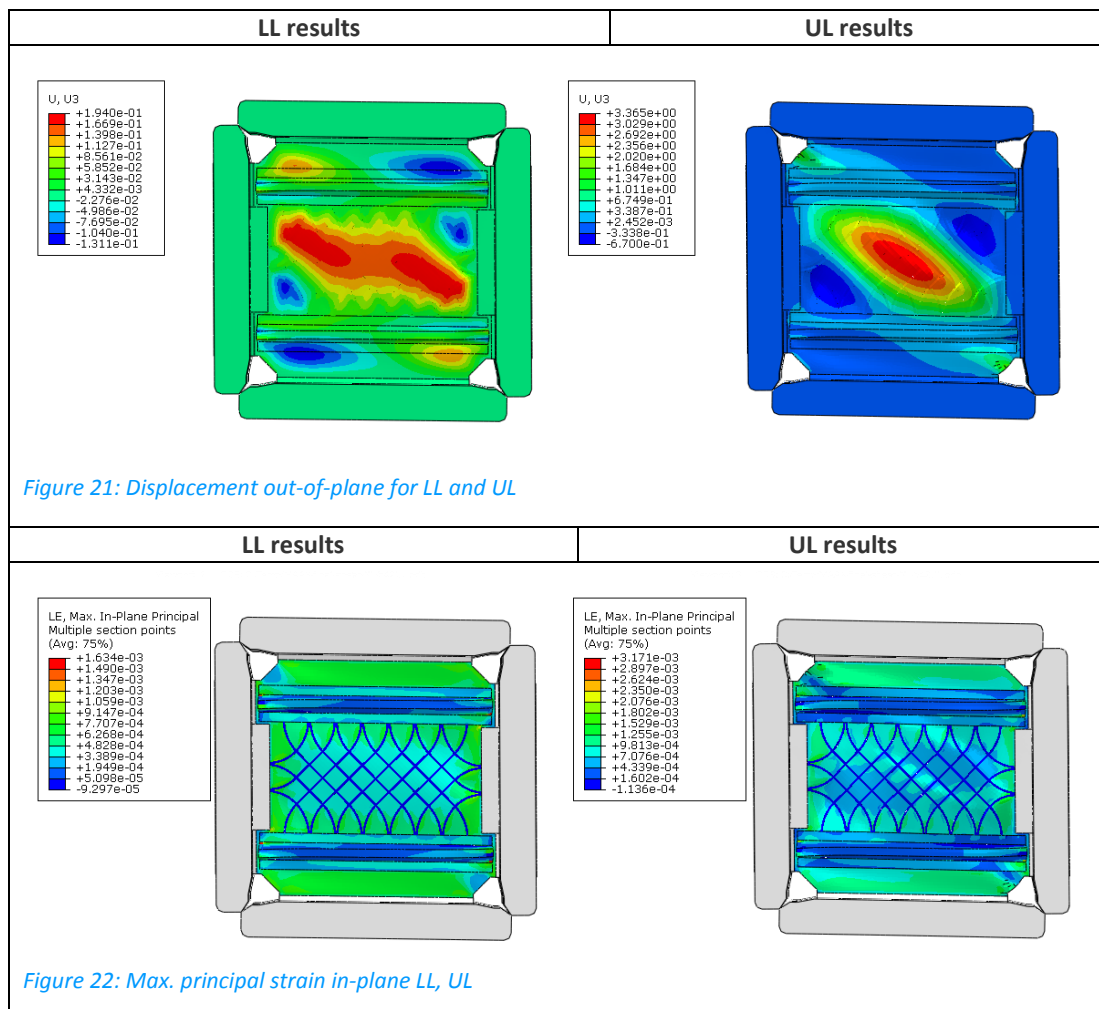 LL results
UL results
U, U3
+1.940e-01
+1.669e-01
+1.398e-01
+1.127e-01
+8.561e-02
+5.852e-02
+3.143e-02
+4.332e-03
-2.276e-02
-4.986e-02
-7.695e-02
-1.040e-01
-1.311e-01
U, U3
+3.365e+00
+3.029e+00
+2.692e+00
+2.356e+00
+2.020e+00
+1.684e+00
+1.347e+00
+1.011e+00
+6.749e-01
+3.387e-01
+2.452e-03
-3.338e-01
-6.700e-01
Figure 21: Displacement out-of-plane for LL and UL
LL results
UL results
LE, Max. In-Plane Principal
Multiple section points
(Avg: 75%)
+1.634e-03
+1.490e-03
+1.347e-03
+1.203e-03
+1.059e-03
+9.147e-04
+7.707e-04
+6.268e-04
+4.828e-04
+3.389e-04
+1.949e-04
+5.098e-05
-9.297e-05
LE, Max. In-Plane Principal
Multiple section points
(Avg: 75%)
+3.171e-03
+2.897e-03
+2.624e-03
+2.350e-03
+2.076e-03
+1.802e-03
+1.529e-03
+1.255e-03
+9.813e-04
+7.076e-04
+4.339e-04
+1.602e-04
-1.136e-04
Figure 22: Max. principal strain in-plane LL, UL